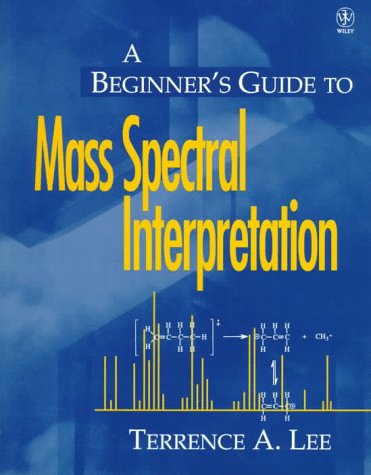 WILEY
A
BEGINNER'S GUIDE TO
Mass Spectral
Interpretation
TERRENCE A. LEE